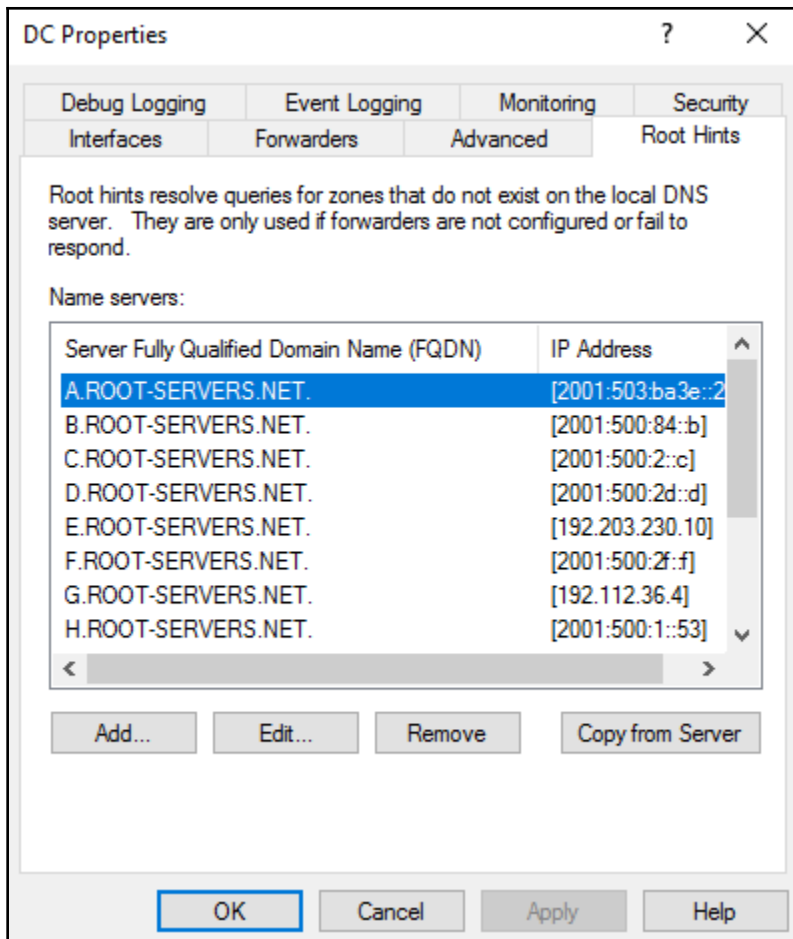 DC Properties ? ×
Debug Logging Event Logging Monitoring Security
Interfaces Forwarders Advanced Root Hints
Root hints resolve queries for zones that do not exist on the local DNS
server. They are only used if forwarders are not configured or fail to
respond.
Name servers:
Server Fully Qualified Domain Name (FQDN) IP Address
A.ROOT-SERVERS.NET. [2001:503:ba3e::2
B.ROOT-SERVERS.NET. [2001:500:84::b]
C.ROOT-SERVERS.NET. [2001:500:2::c]
D.ROOT-SERVERS.NET. [2001:500:2d::d]
E.ROOT-SERVERS.NET. [192.203.230.10]
F.ROOT-SERVERS.NET. [2001:500:2f::f]
G.ROOT-SERVERS.NET. [192.112.36.4]
H.ROOT-SERVERS.NET. [2001:500:1::53]
Add... Edit... Remove Copy from Server
OK Cancel Apply Help